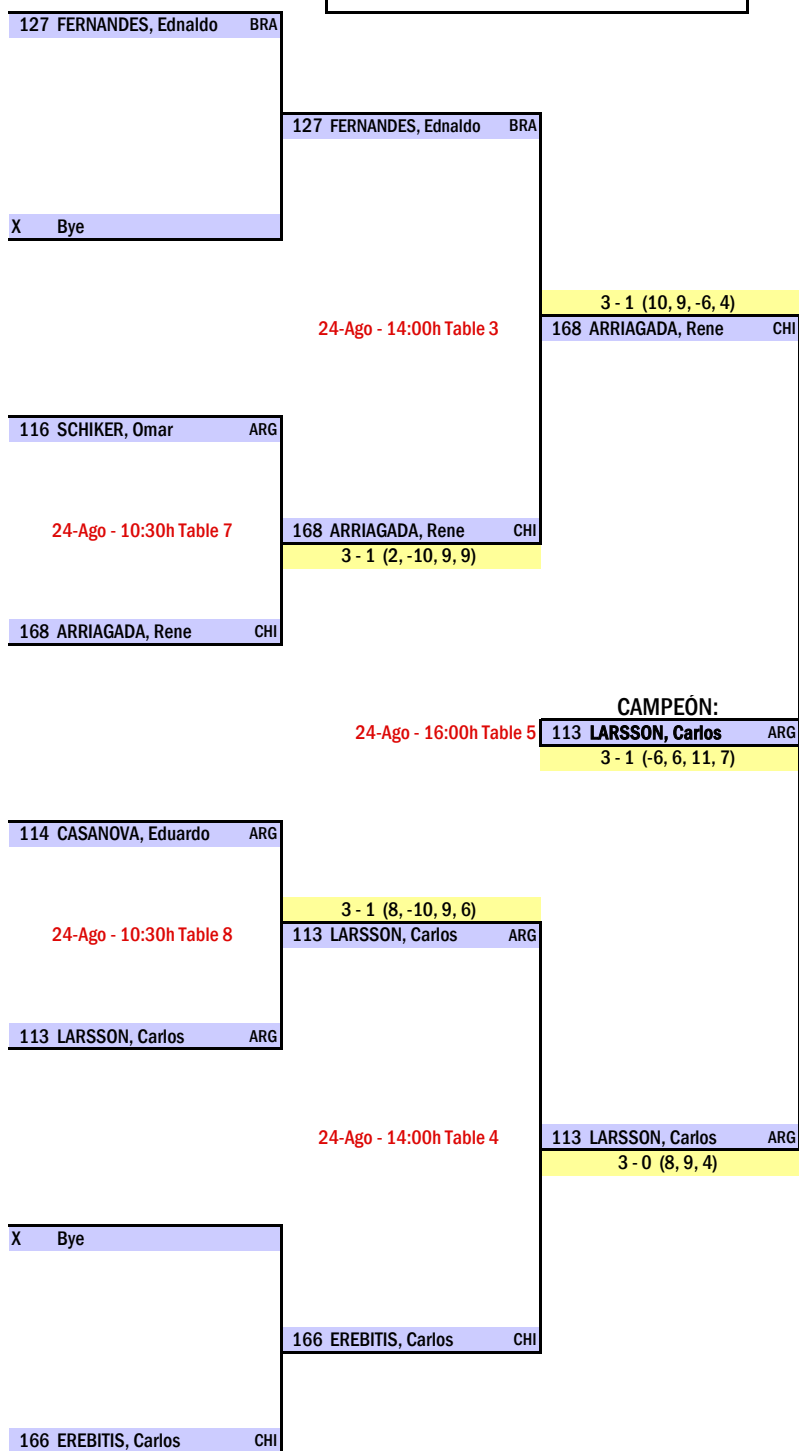 127 FERNANDES, Ednaldo BRA
127 FERNANDES, Ednaldo BRA
X Bye
3 - 1 (10, 9, -6, 4)
24-Ago - 14:00h Table 3
168 ARRIAGADA, Rene CHI
116 SCHIKER, Omar ARG
24-Ago - 10:30h Table 7
168 ARRIAGADA, Rene CHI
3 - 1 (2, -10, 9, 9)
168 ARRIAGADA, Rene CHI
CAMPEÓN:
24-Ago - 16:00h Table 5
113 LARSSON, Carlos ARG
3 - 1 (-6, 6, 11, 7)
114 CASANOVA, Eduardo ARG
3 - 1 (8, -10, 9, 6)
24-Ago - 10:30h Table 8
113 LARSSON, Carlos ARG
113 LARSSON, Carlos ARG
24-Ago - 14:00h Table 4
113 LARSSON, Carlos ARG
3 - 0 (8, 9, 4)
X Bye
166 EREBITIS, Carlos CHI
166 EREBITIS, Carlos CHI